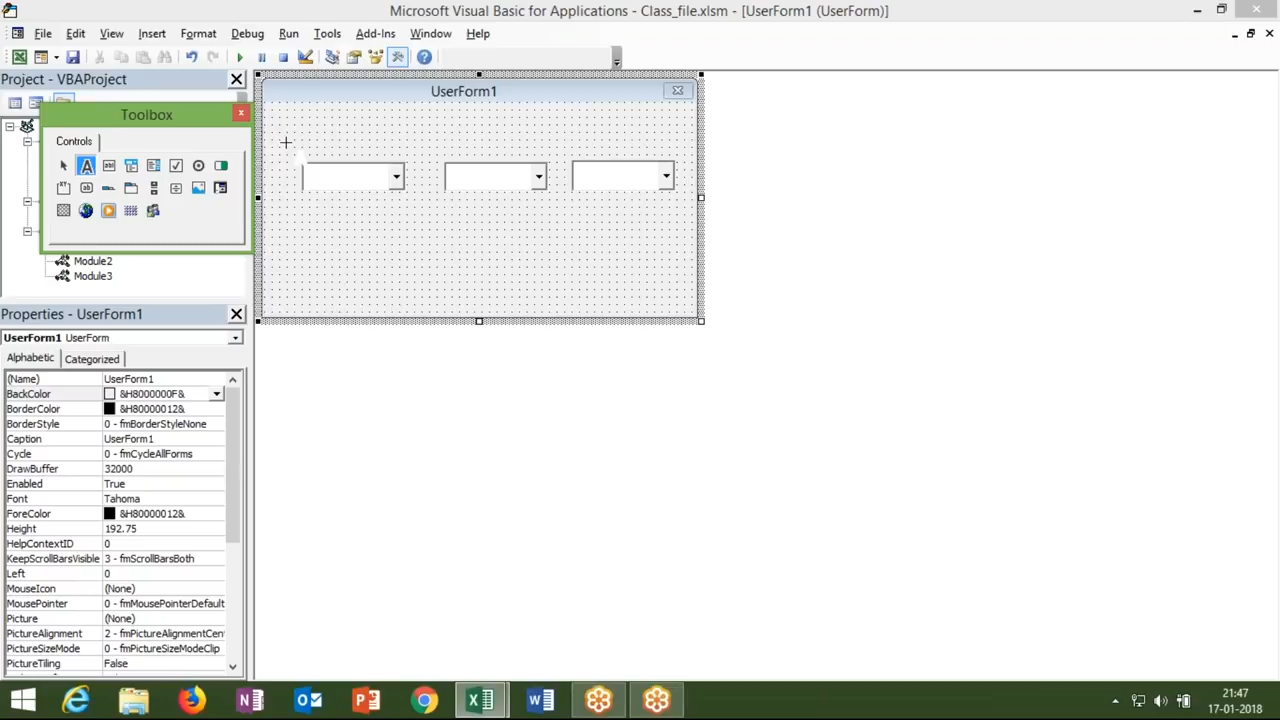 Microsoft Visual Basic for Applications - Class_file.xlsm - [UserForm1 (UserForm)]
File Edit View Insert Format Debug Run Tools Add-Ins Window Help
Project - VBAProject
Toolbox
Controls
Module2
Module3
UserForm1
Properties - UserForm1
UserForm1 UserForm
Alphabetic Categorized
(Name) UserForm1
BackColor &H8000000F&
BorderColor &H80000012&
BorderStyle 0 - fmBorderStyleNone
Caption UserForm1
Cycle 0 - fmCycleAllForms
DrawBuffer 32000
Enabled True
Font Tahoma
ForeColor &H80000012&
Height 192.75
HelpContextID 0
KeepScrollBarsVisible 3 - fmScrollBarsBoth
Left 0
MouseIcon (None)
MousePointer 0 - fmMousePointerDefault
Picture (None)
PictureAlignment 2 - fmPictureAlignmentCen
PictureSizeMode 0 - fmPictureSizeModeClip
PictureTiling False
21:47
17-01-2018